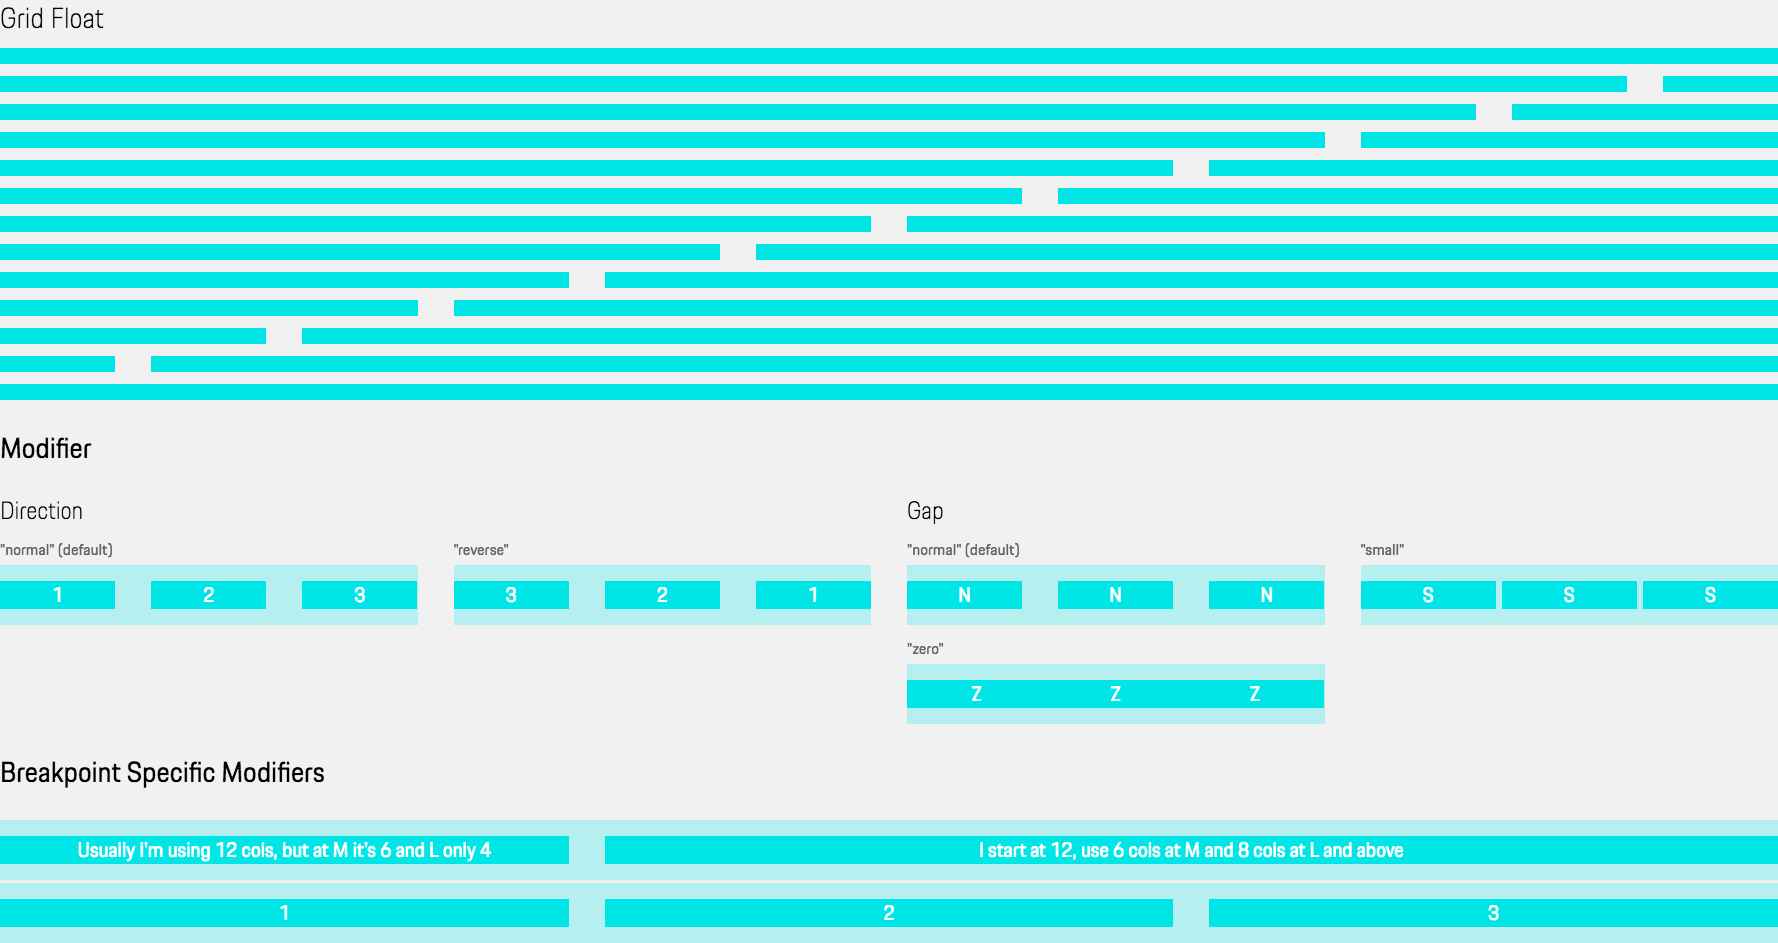 Grid Float
Modifier
Direction
Gap
"normal" (default)
"reverse"
"normal" (default)
"small"
1 2 3
3 2 1
N N N
S S S
"zero"
Z Z Z
Breakpoint Specific Modifiers
Usually I'm using 12 cols, but at M it's 6 and L only 4
I start at 12, use 6 cols at M and 8 cols at L and above
1 2 3